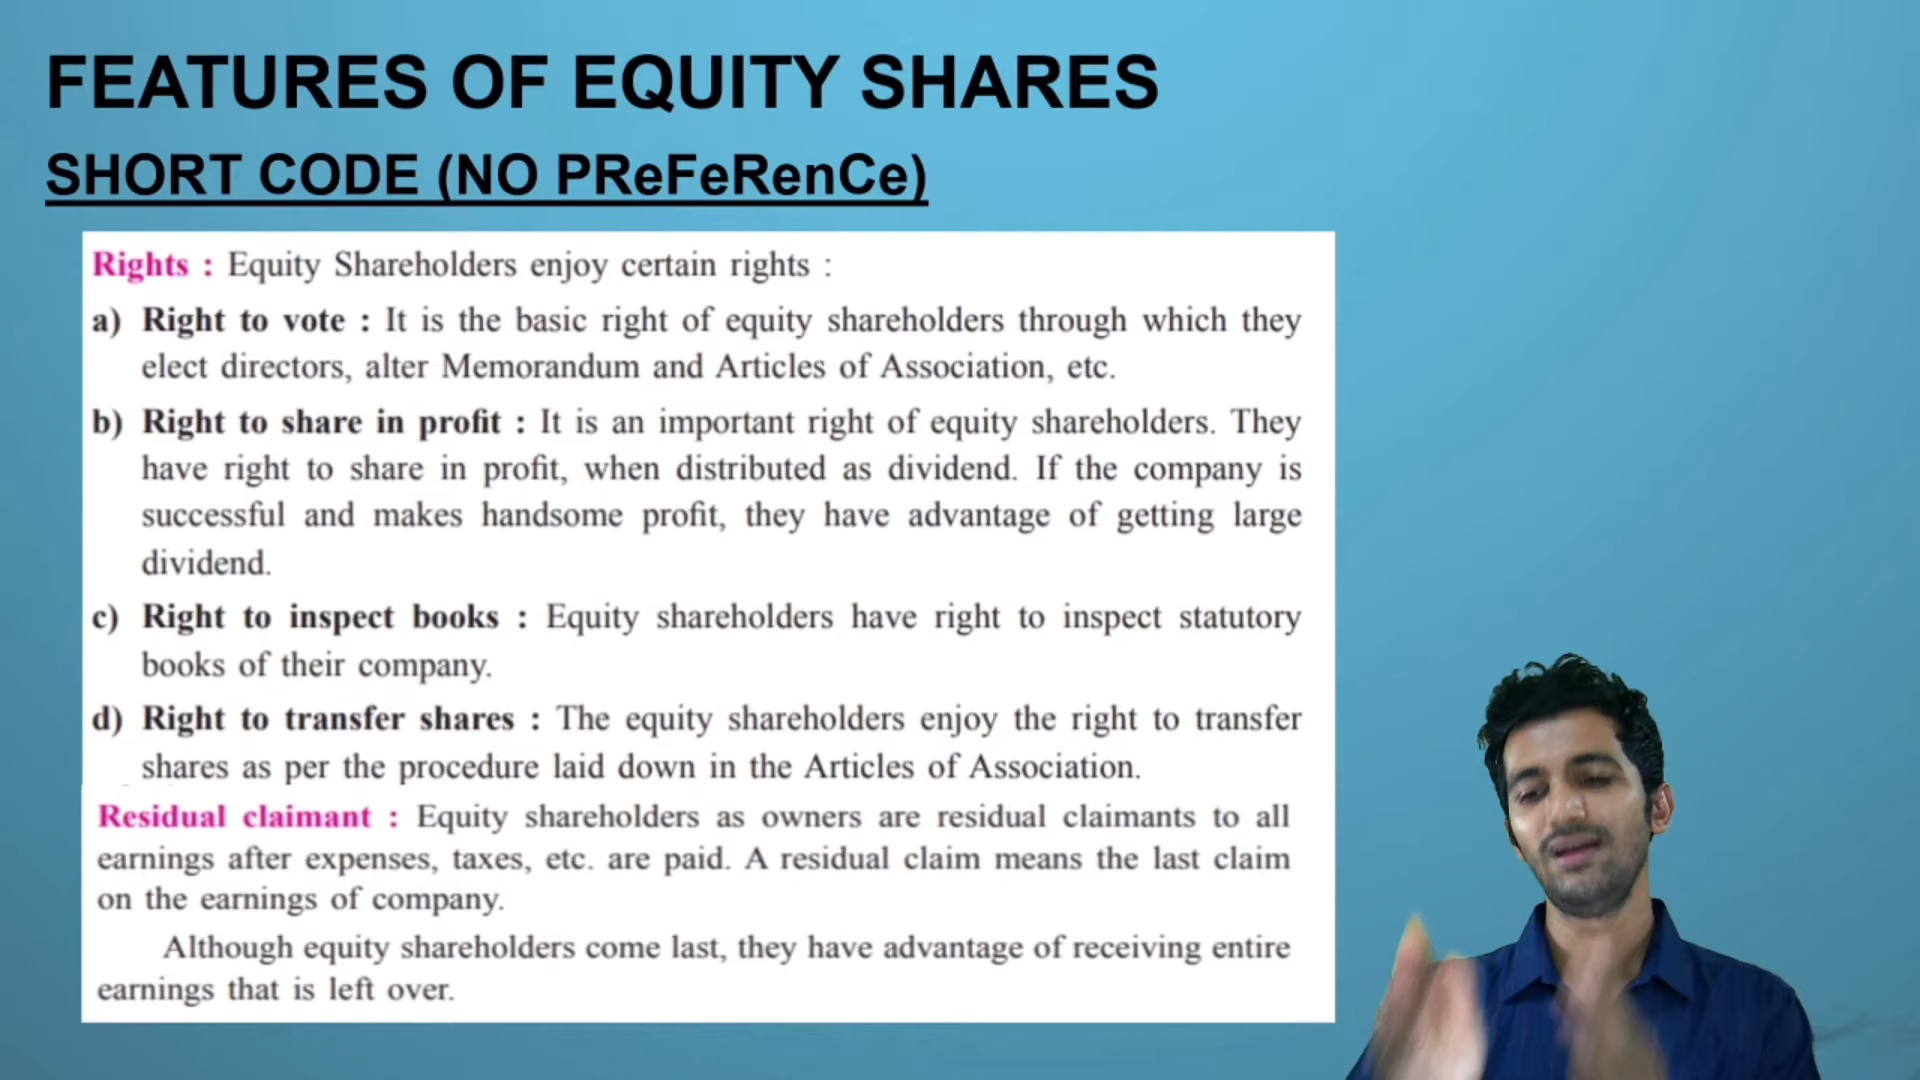 FEATURES OF EQUITY SHARES
SHORT CODE (NO PReFeRenCe)
Rights : Equity Shareholders enjoy certain rights :
a) Right to vote : It is the basic right of equity shareholders through which they
elect directors, alter Memorandum and Articles of Association, etc.
b) Right to share in profit : It is an important right of equity shareholders. They
have right to share in profit, when distributed as dividend. If the company is
successful and makes handsome profit, they have advantage of getting large
dividend.
c) Right to inspect books : Equity shareholders have right to inspect statutory
books of their company.
d) Right to transfer shares : The equity shareholders enjoy the right to transfer
shares as per the procedure laid down in the Articles of Association.
Residual claimant : Equity shareholders as owners are residual claimants to all
earnings after expenses, taxes, etc. are paid. A residual claim means the last claim
on the earnings of company.
Although equity shareholders come last, they have advantage of receiving entire
earnings that is left over.